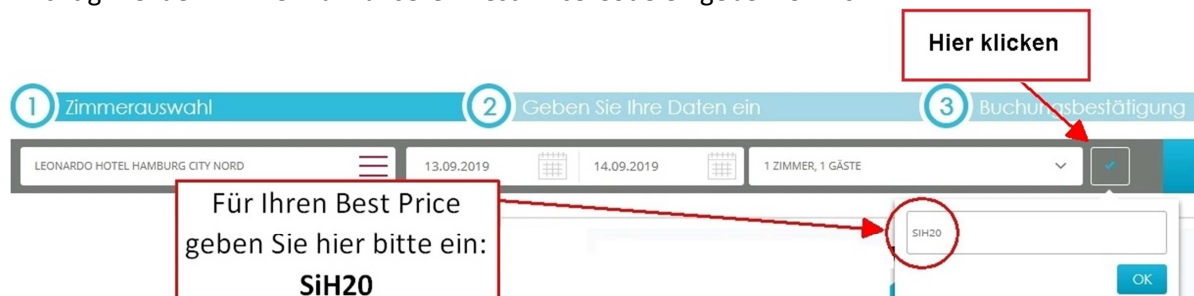 Hier klicken
1 Zimmerauswahl
2 Geben Sie Ihre Daten ein
3 Buchungsbestätigung
LEONARDO HOTEL HAMBURG CITY NORD
13.09.2019
14.09.2019
1 ZIMMER, 1 GÄSTE
Für Ihren Best Price
geben Sie hier bitte ein:
SiH20
SIH20
OK